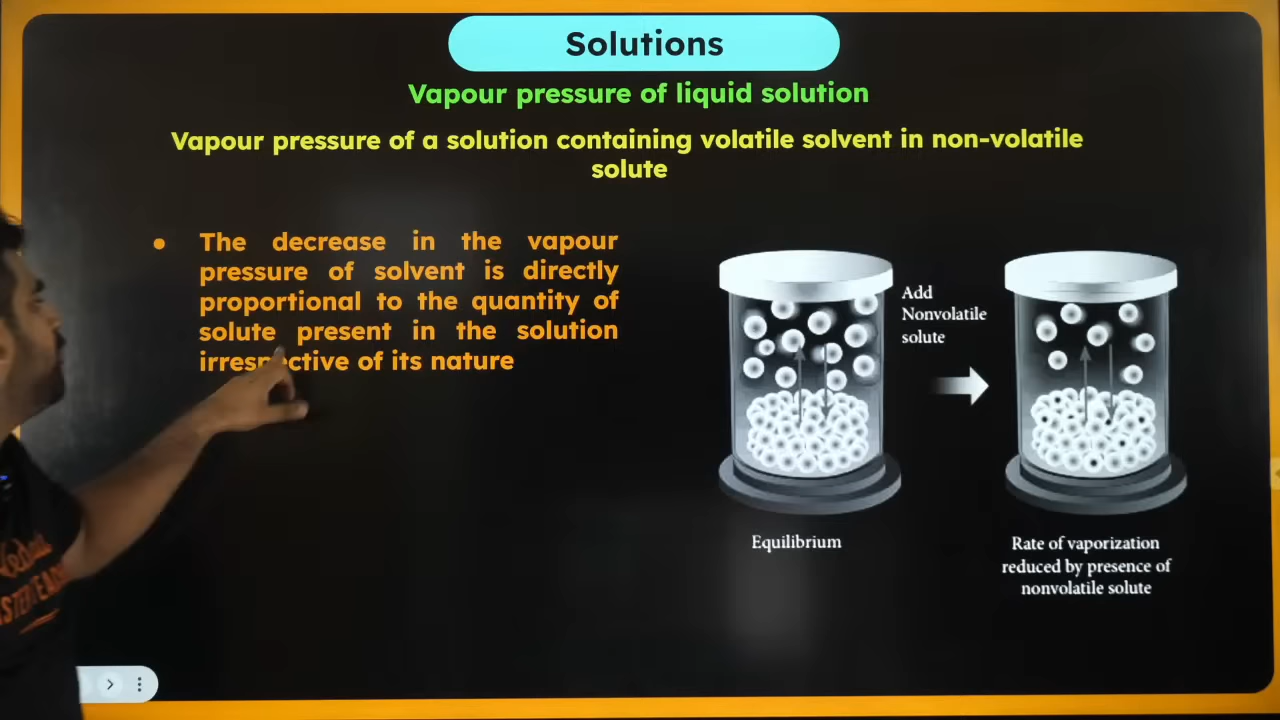 Solutions
Vapour pressure of liquid solution
Vapour pressure of a solution containing volatile solvent in non-volatile
solute
The decrease in the vapour
pressure of solvent is directly
proportional to the quantity of
solute present in the solution
irrespective of its nature
Add
Nonvolatile
solute
Equilibrium
Rate of vaporization
reduced by presence of
nonvolatile solute